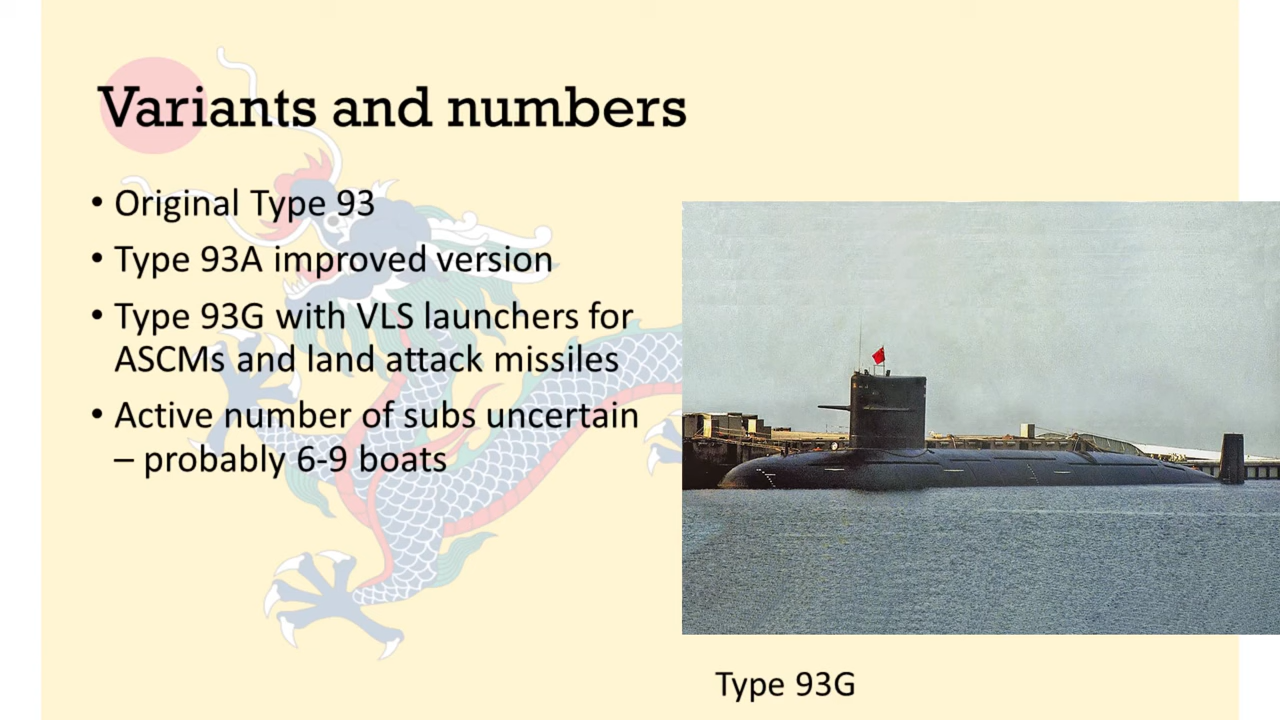 Variants and numbers
• Original Type 93
• Type 93A improved version
• Type 93G with VLS launchers for
ASCMs and land attack missiles
• Active number of subs uncertain
– probably 6-9 boats
Type 93G